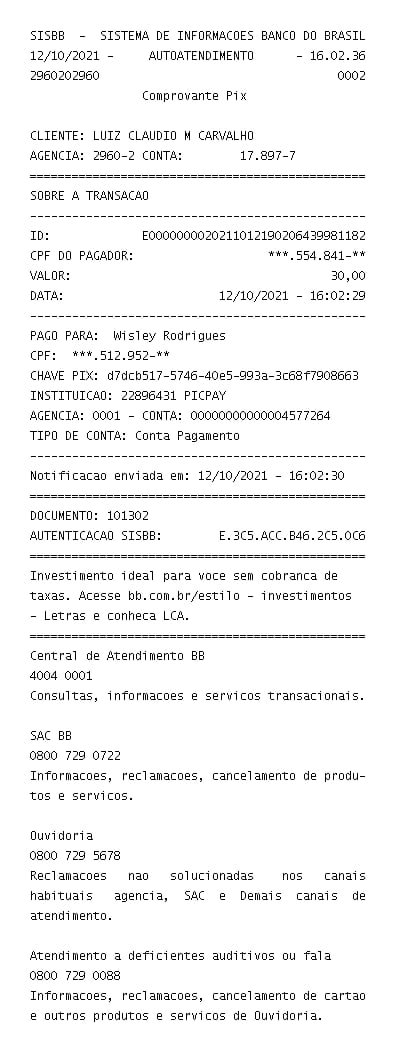 SISBB - SISTEMA DE INFORMACOES BANCO DO BRASIL
12/10/2021 - AUTOATENDIMENTO - 16.02.36
2960202960 0002
Comprovante Pix
CLIENTE: LUIZ CLAUDIO M CARVALHO
AGENCIA: 2960-2 CONTA: 17.897-7
================================================
SOBRE A TRANSACAO
------------------------------------------------
ID: E0000000020211012190206439981182
CPF DO PAGADOR: ***.554.841-**
VALOR: 30,00
DATA: 12/10/2021 - 16:02:29
------------------------------------------------
PAGO PARA: Wisley Rodrigues
CPF: ***.512.952-**
CHAVE PIX: d7dcb517-5746-40e5-993a-3c68f7908663
INSTITUICAO: 22896431 PICPAY
AGENCIA: 0001 - CONTA: 00000000000004577264
TIPO DE CONTA: Conta Pagamento
------------------------------------------------
Notificacao enviada em: 12/10/2021 - 16:02:30
================================================
DOCUMENTO: 101302
AUTENTICACAO SISBB: E.3C5.ACC.B46.2C5.0C6
================================================
Investimento ideal para voce sem cobranca de
taxas. Acesse bb.com.br/estilo - investimentos
- Letras e conheca LCA.
================================================
Central de Atendimento BB
4004 0001
Consultas, informacoes e servicos transacionais.
SAC BB
0800 729 0722
Informacoes, reclamacoes, cancelamento de produ-
tos e servicos.
Ouvidoria
0800 729 5678
Reclamacoes nao solucionadas nos canais
habituais agencia, SAC e Demais canais de
atendimento.
Atendimento a deficientes auditivos ou fala
0800 729 0088
Informacoes, reclamacoes, cancelamento de cartao
e outros produtos e servicos de Ouvidoria.